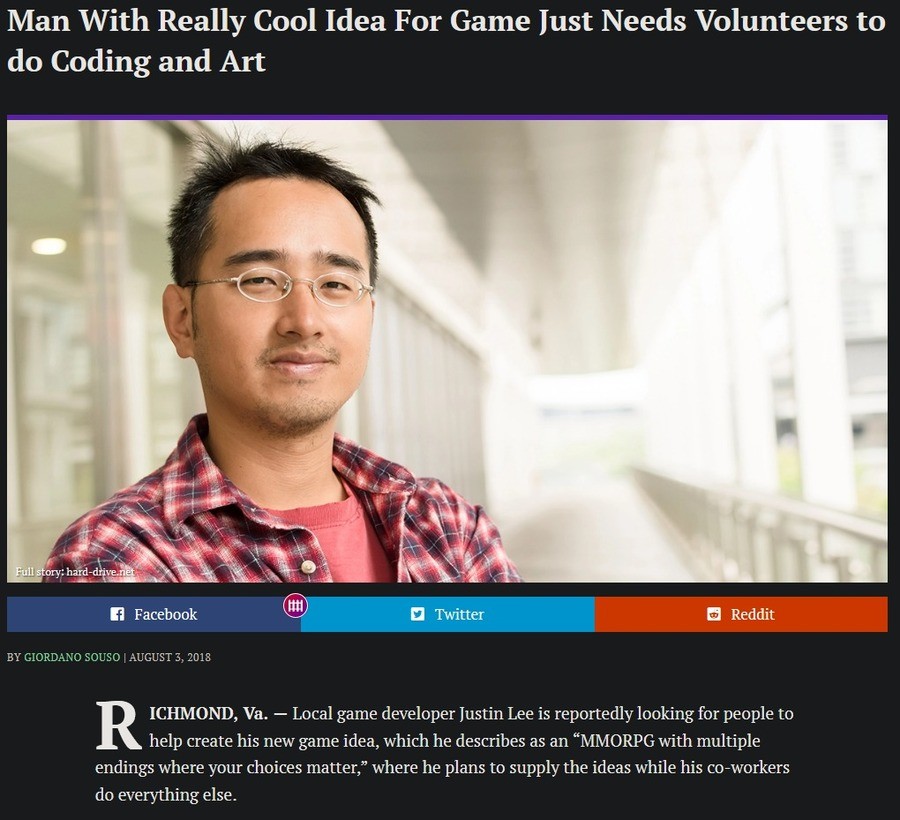 Man With Really Cool Idea For Game Just Needs Volunteers to
do Coding and Art
Full story: hard-drive.net
Facebook
Twitter
Reddit
BY GIORDANO SOUSO | AUGUST 3, 2018
RICHMOND, Va. — Local game developer Justin Lee is reportedly looking for people to
help create his new game idea, which he describes as an “MMORPG with multiple
endings where your choices matter,” where he plans to supply the ideas while his co-workers
do everything else.